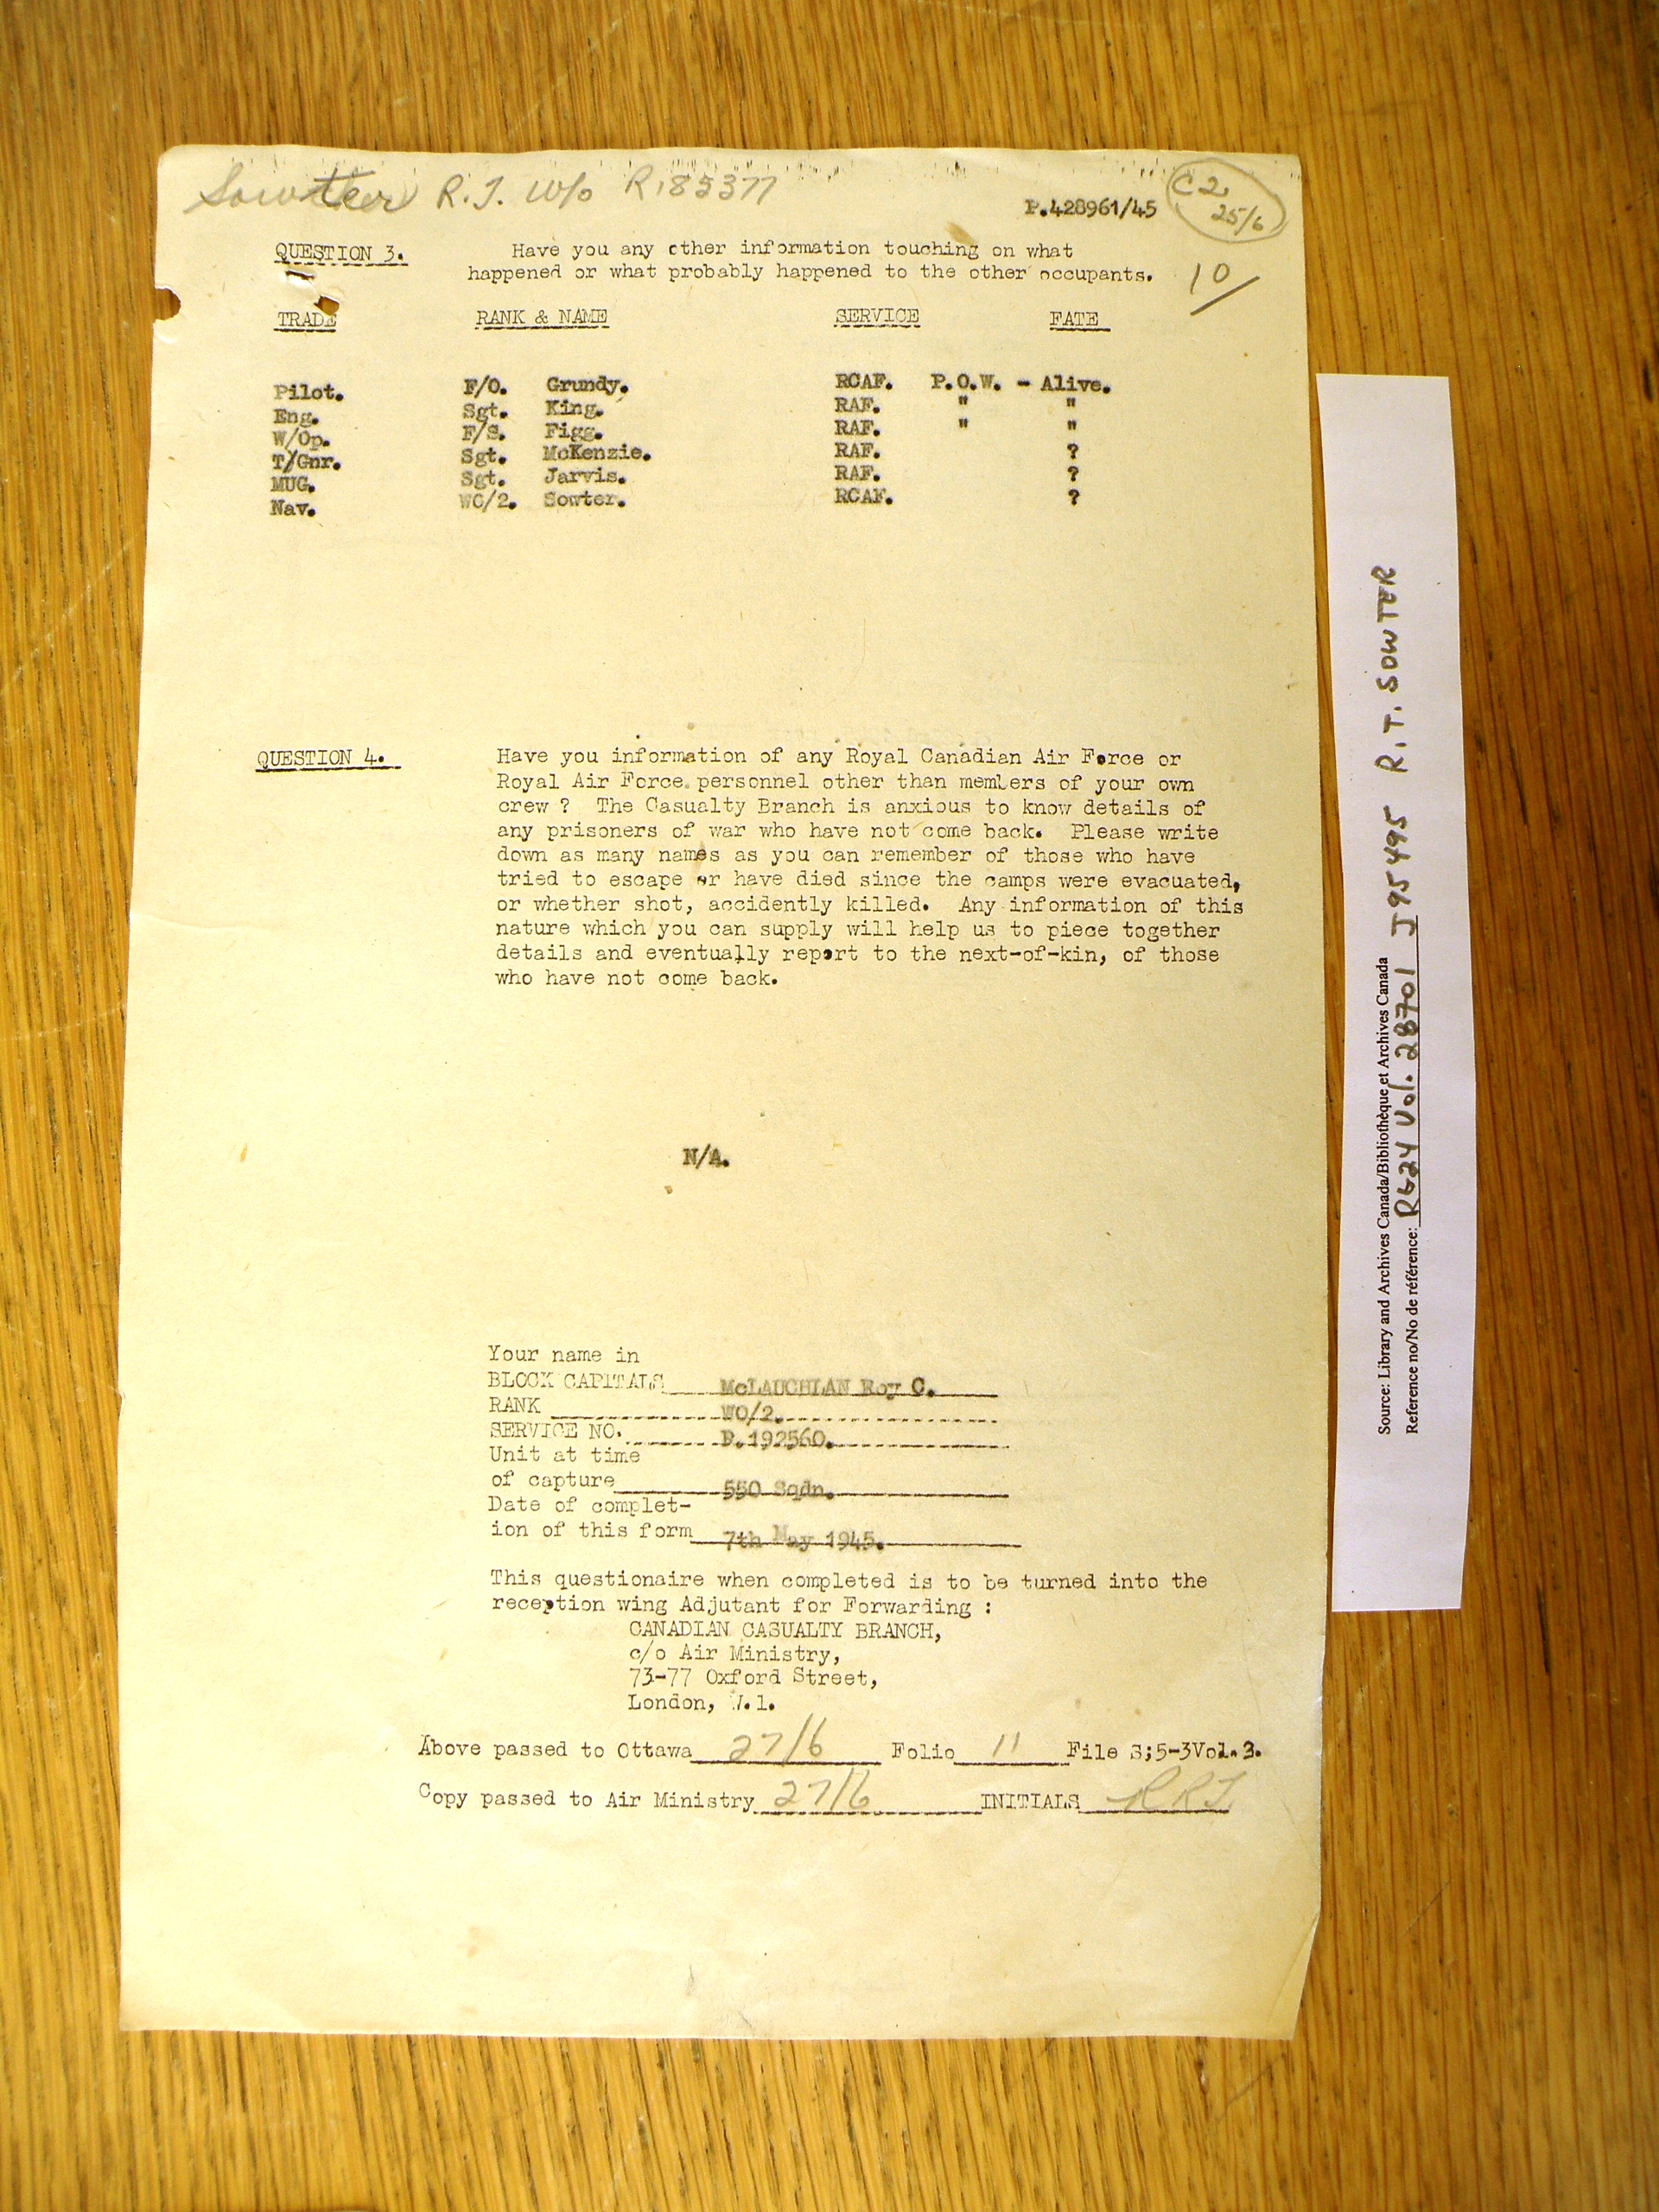 Sowter R.T. W/o R185377
P.428961/45
C2
25/6
10/
QUESTION 3. Have you any other information touching on what
happened or what probably happened to the other occupants.
TRADE RANK & NAME SERVICE FATE
Pilot. F/O. Grundy. RCAF. P.O.W. - Alive.
Eng. Sgt. King. RAF. " "
W/Op. F/S. Figg. RAF. " "
T/Gnr. Sgt. McKenzie. RAF. ?
MUG. Sgt. Jarvis. RAF. ?
Nav. WO/2. Sowter. RCAF. ?
QUESTION 4. Have you information of any Royal Canadian Air Force or
Royal Air Force personnel other than members of your own
crew ? The Casualty Branch is anxious to know details of
any prisoners of war who have not come back. Please write
down as many names as you can remember of those who have
tried to escape or have died since the camps were evacuated,
or whether shot, accidently killed. Any information of this
nature which you can supply will help us to piece together
details and eventually report to the next-of-kin, of those
who have not come back.
N/A.
Your name in
BLOCK CAPITALS McLAUCHLAN Roy C.
RANK WO/2.
SERVICE NO. R.192560.
Unit at time
of capture 550 Sqdn.
Date of complet-
ion of this form 7th May 1945.
This questionaire when completed is to be turned into the
reception wing Adjutant for Forwarding :
CANADIAN CASUALTY BRANCH,
c/o Air Ministry,
73-77 Oxford Street,
London, W.1.
Above passed to Ottawa 27/6 Folio 11 File S;5-3Vol.3.
Copy passed to Air Ministry 27/6 INITIALS RRT
Source: Library and Archives Canada/Bibliothèque et Archives Canada
Reference no/No de référence: RG24 Vol. 28701 J95495 R.T. SOWTER